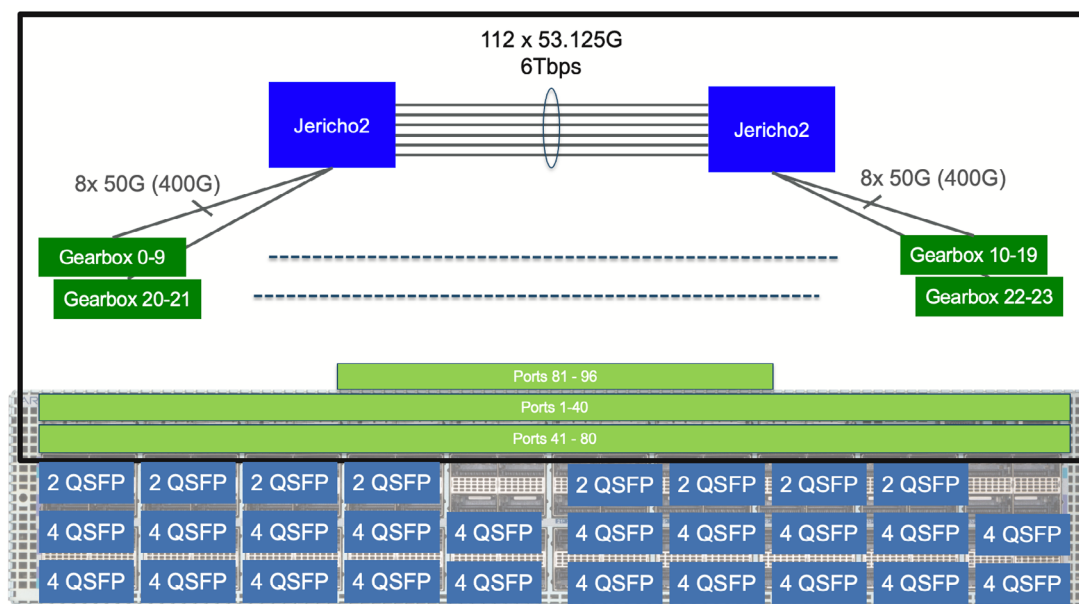 112 x 53.125G
6Tbps
Jericho2
Jericho2
8x 50G (400G)
8x 50G (400G)
Gearbox 0-9
Gearbox 10-19
Gearbox 20-21
Gearbox 22-23
Ports 81 - 96
Ports 1-40
Ports 41 - 80
2 QSFP 2 QSFP 2 QSFP 2 QSFP 2 QSFP 2 QSFP 2 QSFP 2 QSFP
4 QSFP 4 QSFP 4 QSFP 4 QSFP 4 QSFP 4 QSFP 4 QSFP 4 QSFP 4 QSFP 4 QSFP
4 QSFP 4 QSFP 4 QSFP 4 QSFP 4 QSFP 4 QSFP 4 QSFP 4 QSFP 4 QSFP 4 QSFP